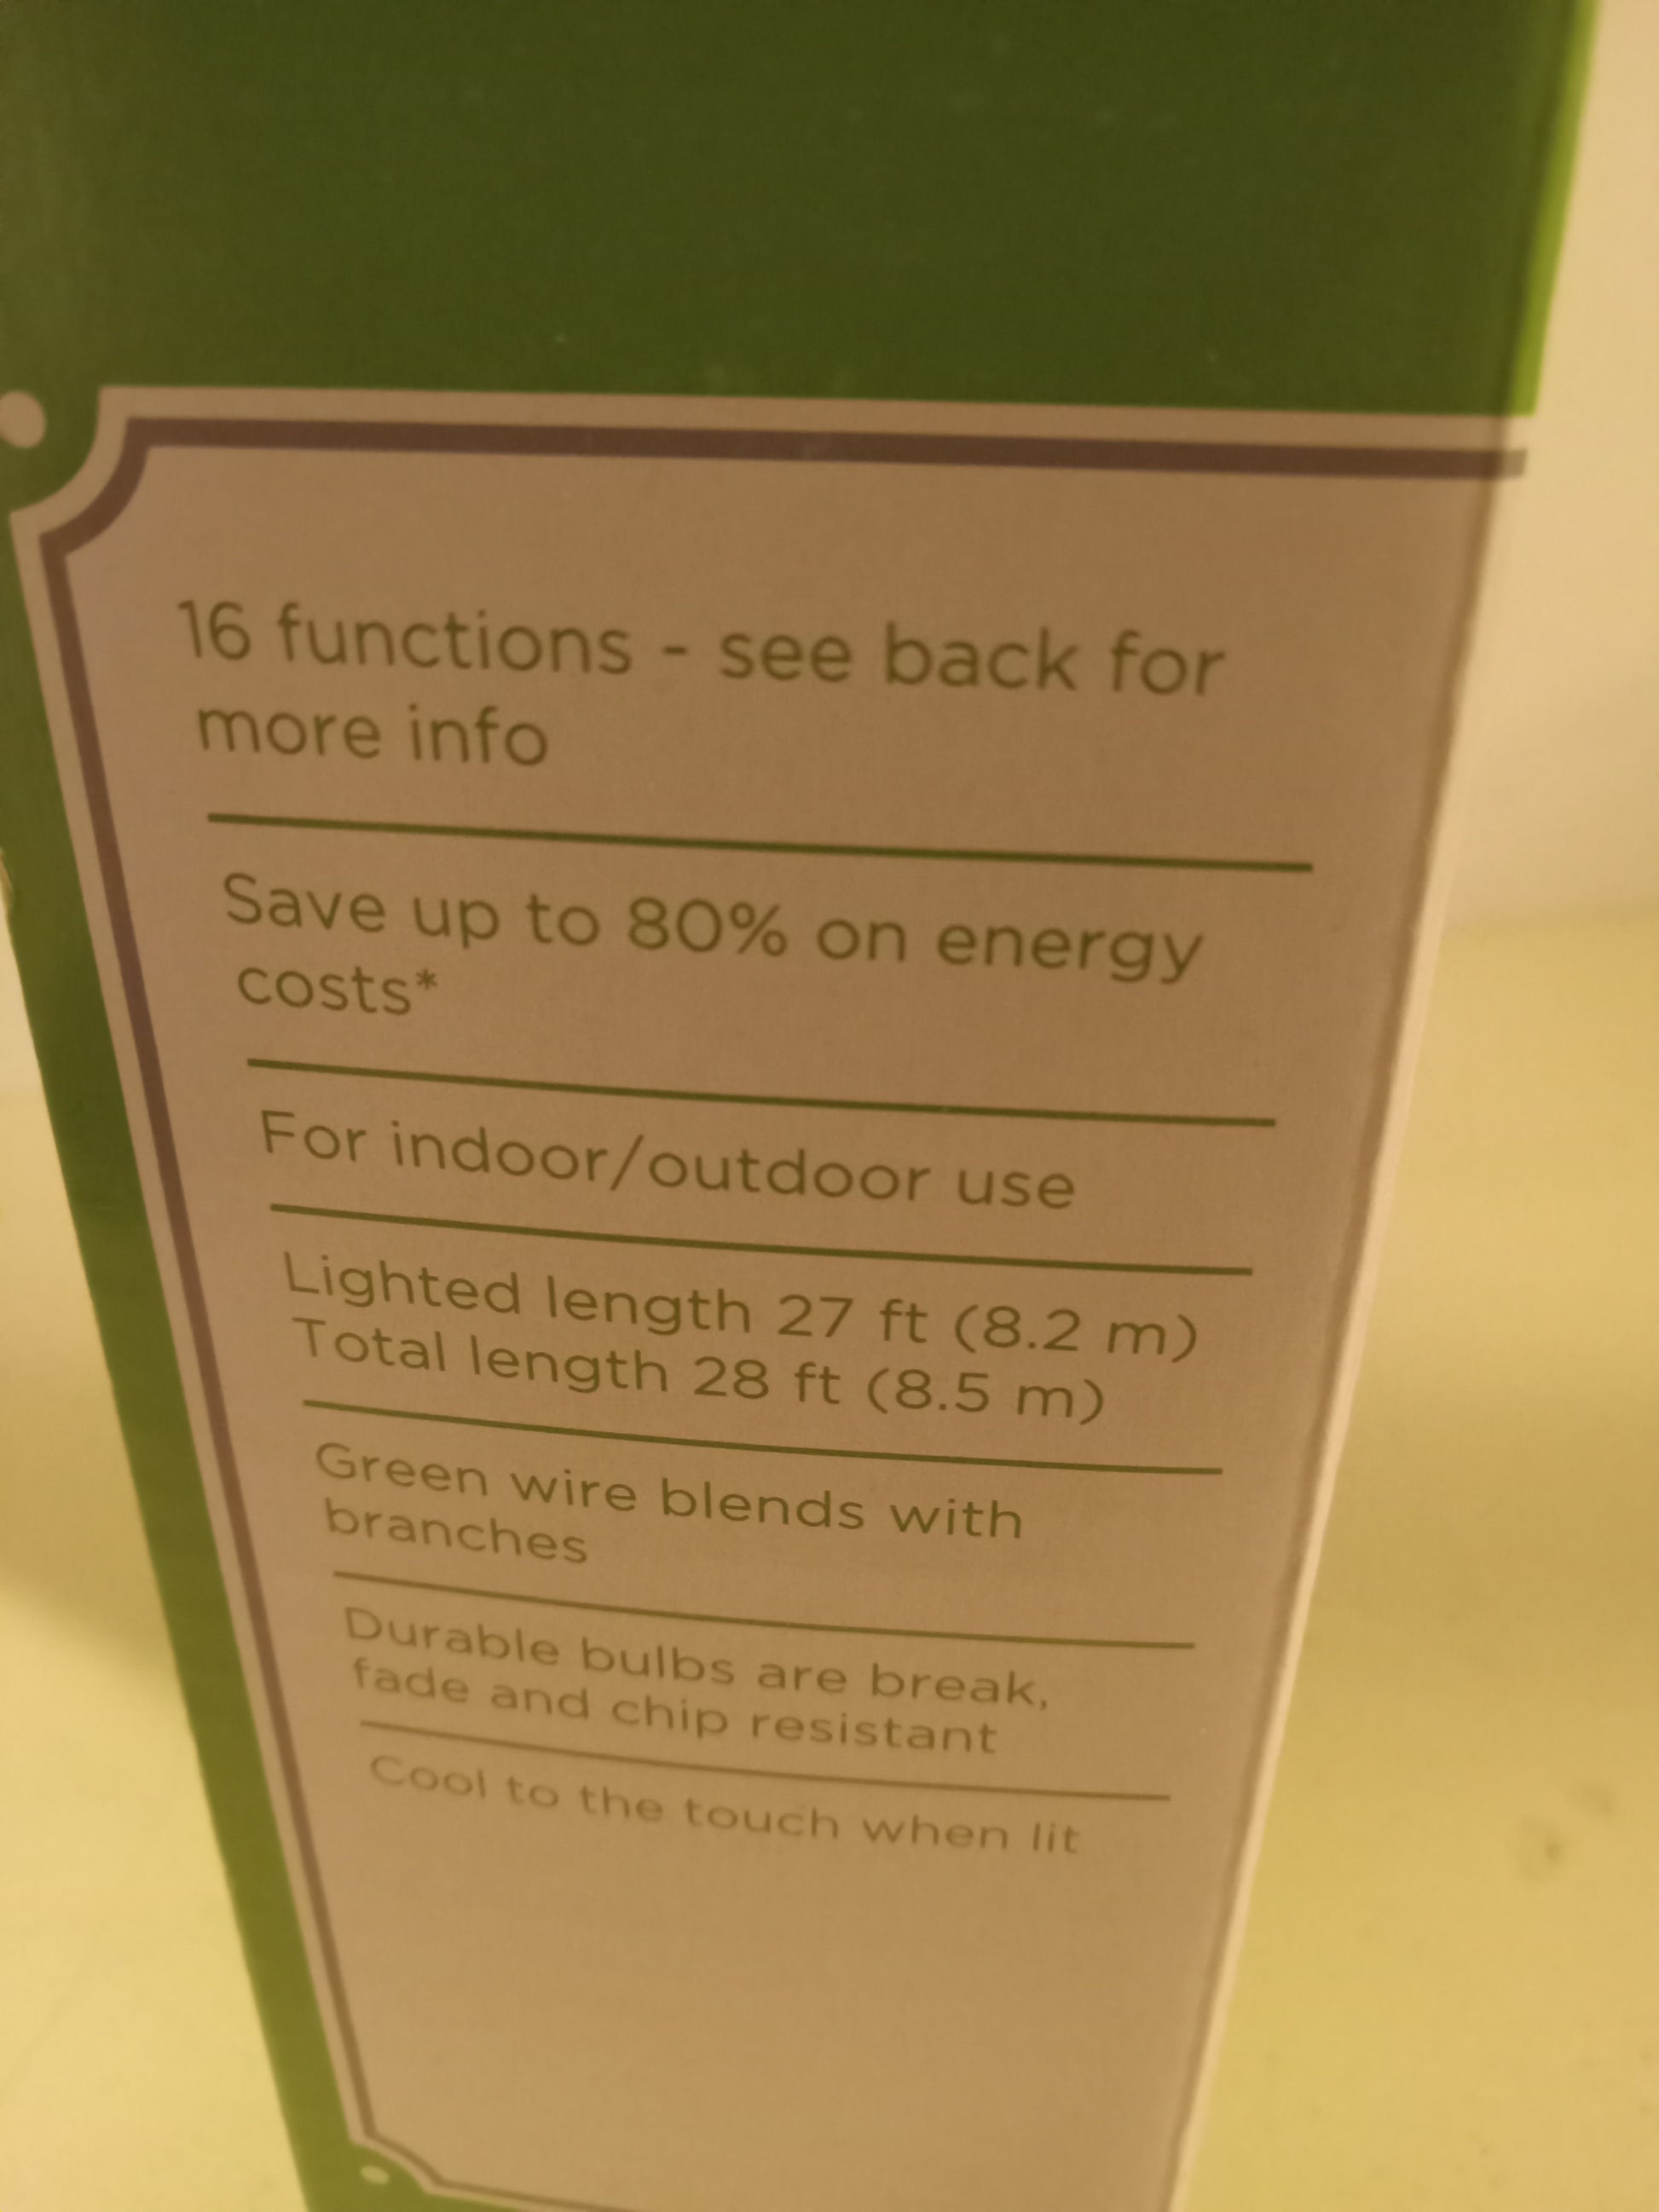 16 functions - see back for
more info
Save up to 80% on energy
costs*
For indoor/outdoor use
Lighted length 27 ft (8.2 m)
Total length 28 ft (8.5 m)
Green wire blends with
branches
Durable bulbs are break,
fade and chip resistant
Cool to the touch when lit